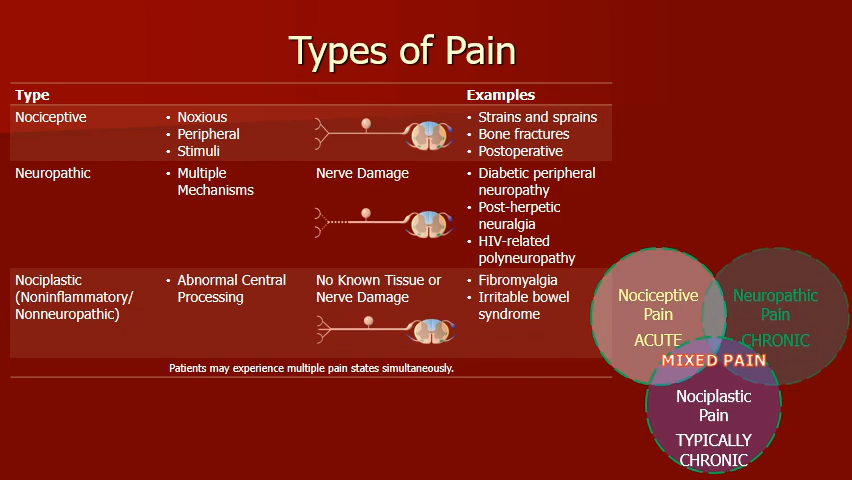 Types of Pain
Type
Examples
Nociceptive
• Noxious
• Peripheral
• Stimuli
• Strains and sprains
• Bone fractures
• Postoperative
Neuropathic
• Multiple
Mechanisms
Nerve Damage
• Diabetic peripheral
neuropathy
• Post-herpetic
neuralgia
• HIV-related
polyneuropathy
Nociplastic
(Noninflammatory/
Nonneuropathic)
• Abnormal Central
Processing
No Known Tissue or
Nerve Damage
• Fibromyalgia
• Irritable bowel
syndrome
Patients may experience multiple pain states simultaneously.
Nociceptive
Pain
ACUTE
Neuropathic
Pain
CHRONIC
MIXED PAIN
Nociplastic
Pain
TYPICALLY
CHRONIC